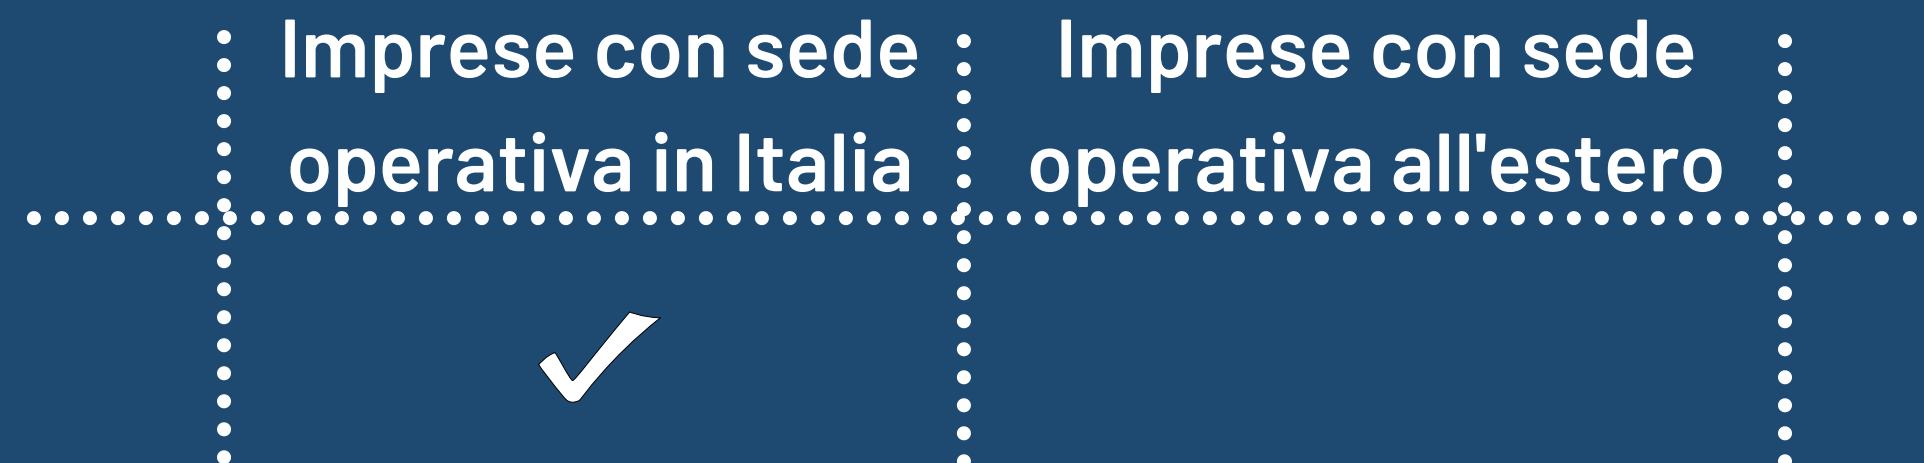 Imprese con sede
operativa in Italia
Imprese con sede
operativa all'estero